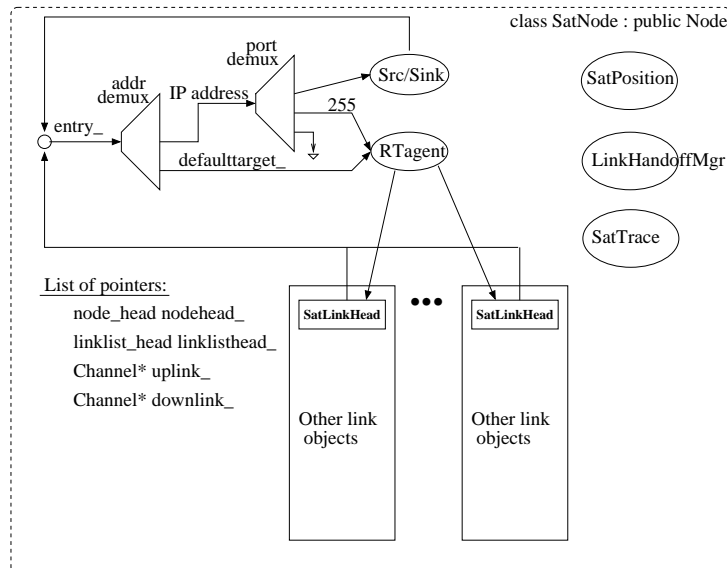 class SatNode : public Node
port
demux
addr
demux
IP address
Src/Sink
SatPosition
255
entry_
defaulttarget_
RTagent
LinkHandoffMgr
SatTrace
List of pointers:
node_head nodehead_
linklist_head linklisthead_
Channel* uplink_
Channel* downlink_
SatLinkHead
SatLinkHead
Other link
objects
Other link
objects